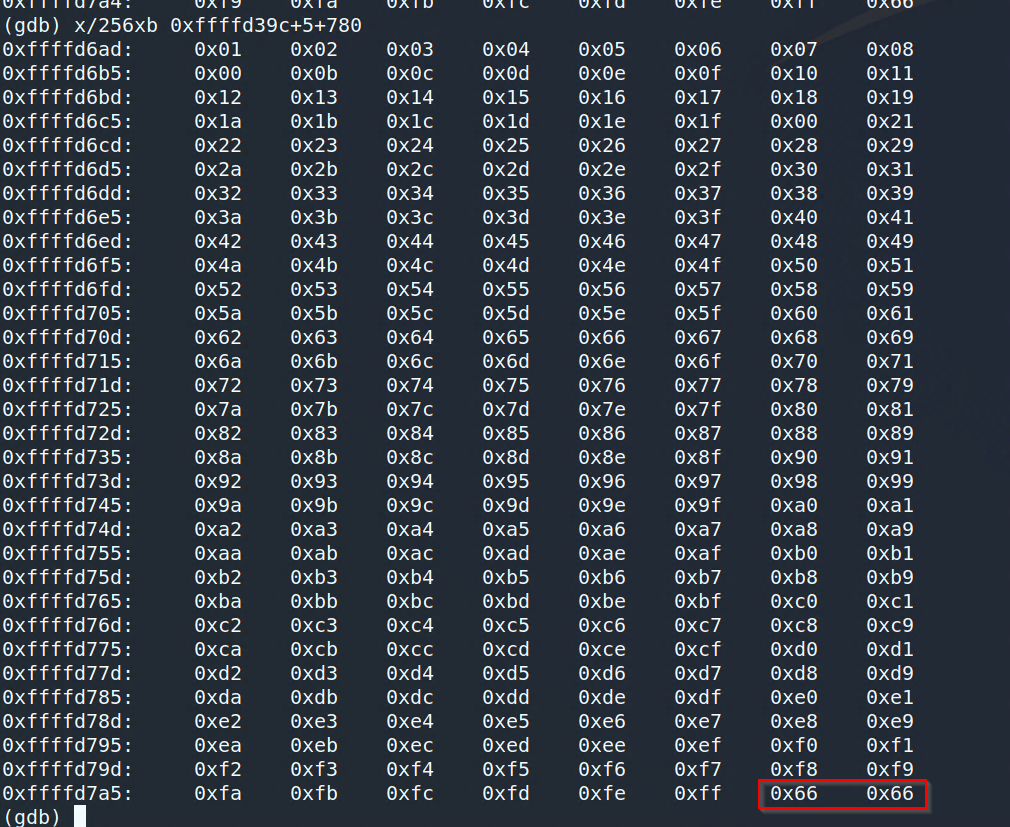 0xffffd7a4: 0xf9 0xfa 0xfb 0xfc 0xfd 0xfe 0xff 0x66
(gdb) x/256xb 0xffffd39c+5+780
0xffffd6ad: 0x01 0x02 0x03 0x04 0x05 0x06 0x07 0x08
0xffffd6b5: 0x00 0x0b 0x0c 0x0d 0x0e 0x0f 0x10 0x11
0xffffd6bd: 0x12 0x13 0x14 0x15 0x16 0x17 0x18 0x19
0xffffd6c5: 0x1a 0x1b 0x1c 0x1d 0x1e 0x1f 0x00 0x21
0xffffd6cd: 0x22 0x23 0x24 0x25 0x26 0x27 0x28 0x29
0xffffd6d5: 0x2a 0x2b 0x2c 0x2d 0x2e 0x2f 0x30 0x31
0xffffd6dd: 0x32 0x33 0x34 0x35 0x36 0x37 0x38 0x39
0xffffd6e5: 0x3a 0x3b 0x3c 0x3d 0x3e 0x3f 0x40 0x41
0xffffd6ed: 0x42 0x43 0x44 0x45 0x46 0x47 0x48 0x49
0xffffd6f5: 0x4a 0x4b 0x4c 0x4d 0x4e 0x4f 0x50 0x51
0xffffd6fd: 0x52 0x53 0x54 0x55 0x56 0x57 0x58 0x59
0xffffd705: 0x5a 0x5b 0x5c 0x5d 0x5e 0x5f 0x60 0x61
0xffffd70d: 0x62 0x63 0x64 0x65 0x66 0x67 0x68 0x69
0xffffd715: 0x6a 0x6b 0x6c 0x6d 0x6e 0x6f 0x70 0x71
0xffffd71d: 0x72 0x73 0x74 0x75 0x76 0x77 0x78 0x79
0xffffd725: 0x7a 0x7b 0x7c 0x7d 0x7e 0x7f 0x80 0x81
0xffffd72d: 0x82 0x83 0x84 0x85 0x86 0x87 0x88 0x89
0xffffd735: 0x8a 0x8b 0x8c 0x8d 0x8e 0x8f 0x90 0x91
0xffffd73d: 0x92 0x93 0x94 0x95 0x96 0x97 0x98 0x99
0xffffd745: 0x9a 0x9b 0x9c 0x9d 0x9e 0x9f 0xa0 0xa1
0xffffd74d: 0xa2 0xa3 0xa4 0xa5 0xa6 0xa7 0xa8 0xa9
0xffffd755: 0xaa 0xab 0xac 0xad 0xae 0xaf 0xb0 0xb1
0xffffd75d: 0xb2 0xb3 0xb4 0xb5 0xb6 0xb7 0xb8 0xb9
0xffffd765: 0xba 0xbb 0xbc 0xbd 0xbe 0xbf 0xc0 0xc1
0xffffd76d: 0xc2 0xc3 0xc4 0xc5 0xc6 0xc7 0xc8 0xc9
0xffffd775: 0xca 0xcb 0xcc 0xcd 0xce 0xcf 0xd0 0xd1
0xffffd77d: 0xd2 0xd3 0xd4 0xd5 0xd6 0xd7 0xd8 0xd9
0xffffd785: 0xda 0xdb 0xdc 0xdd 0xde 0xdf 0xe0 0xe1
0xffffd78d: 0xe2 0xe3 0xe4 0xe5 0xe6 0xe7 0xe8 0xe9
0xffffd795: 0xea 0xeb 0xec 0xed 0xee 0xef 0xf0 0xf1
0xffffd79d: 0xf2 0xf3 0xf4 0xf5 0xf6 0xf7 0xf8 0xf9
0xffffd7a5: 0xfa 0xfb 0xfc 0xfd 0xfe 0xff 0x66 0x66
(gdb)